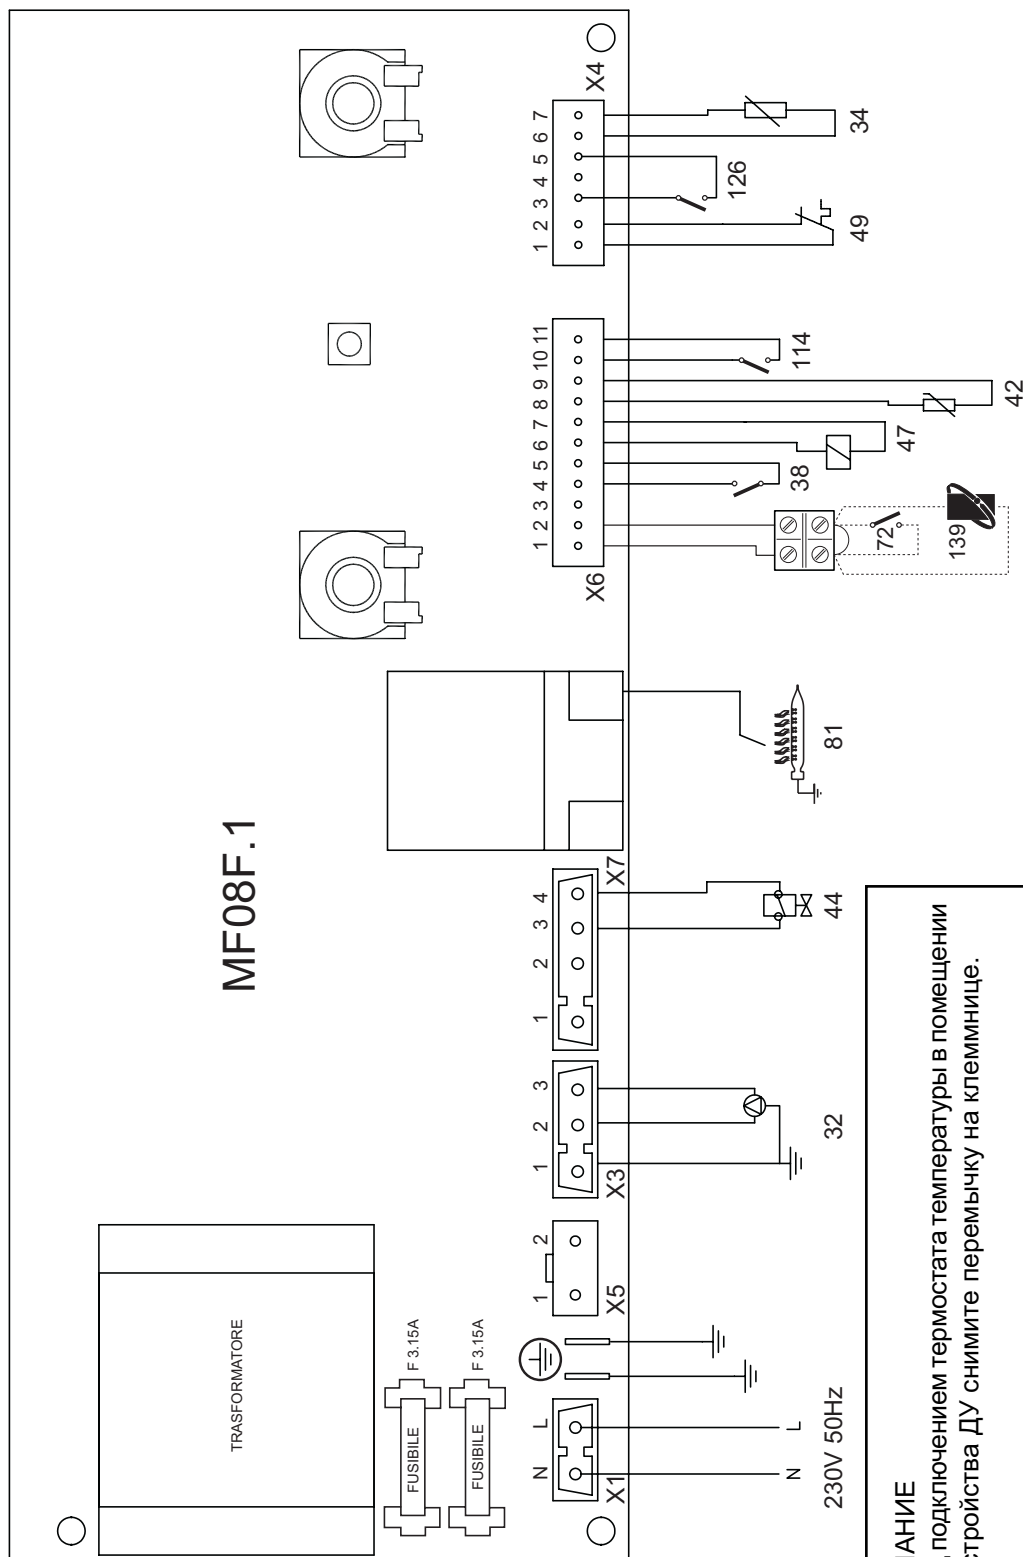 TRASFORMATORE
MF08F.1
FUSIBILE F 3.15A
FUSIBILE F 3.15A
N L
1 2
1 2 3
1 2 3 4
1 2 3 4 5 6 7 8 9 10 11
1 2 3 4 5 6 7
X1
X5
X3
X7
X6
X4
N L
230V 50Hz
32
44
81
72
139
38
47
42
114
49
126
34
АНИЕ
подключением термостата температуры в помещении
стройства ДУ снимите перемычку на клеммнице.